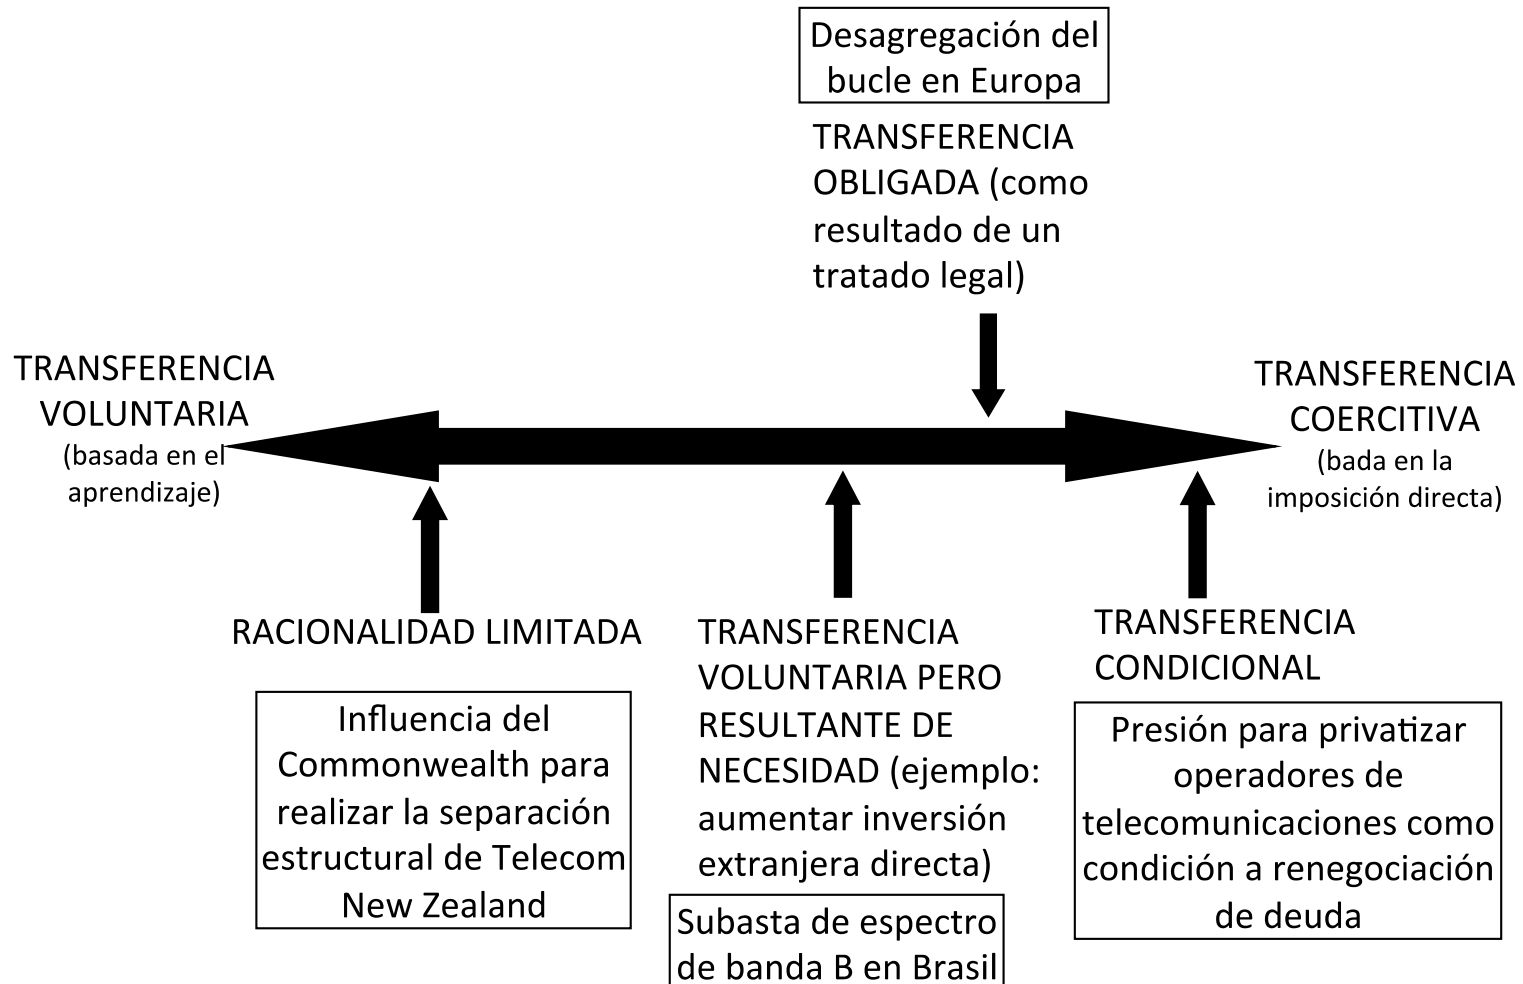 Desagregación del
bucle en Europa
TRANSFERENCIA
OBLIGADA (como
resultado de un
tratado legal)
TRANSFERENCIA
VOLUNTARIA
(basada en el
aprendizaje)
TRANSFERENCIA
COERCITIVA
(bada en la
imposición directa)
RACIONALIDAD LIMITADA
Influencia del
Commonwealth para
realizar la separación
estructural de Telecom
New Zealand
TRANSFERENCIA
VOLUNTARIA PERO
RESULTANTE DE
NECESIDAD (ejemplo:
aumentar inversión
extranjera directa)
Subasta de espectro
de banda B en Brasil
TRANSFERENCIA
CONDICIONAL
Presión para privatizar
operadores de
telecomunicaciones como
condición a renegociación
de deuda